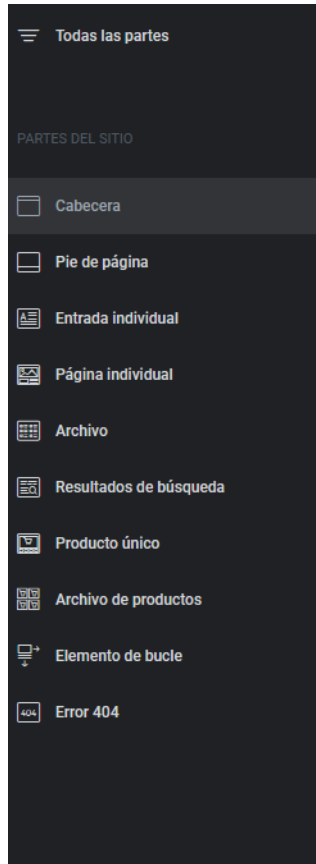 Todas las partes
PARTES DEL SITIO
Cabecera
Pie de página
Entrada individual
Página individual
Archivo
Resultados de búsqueda
Producto único
Archivo de productos
Elemento de bucle
404 Error 404